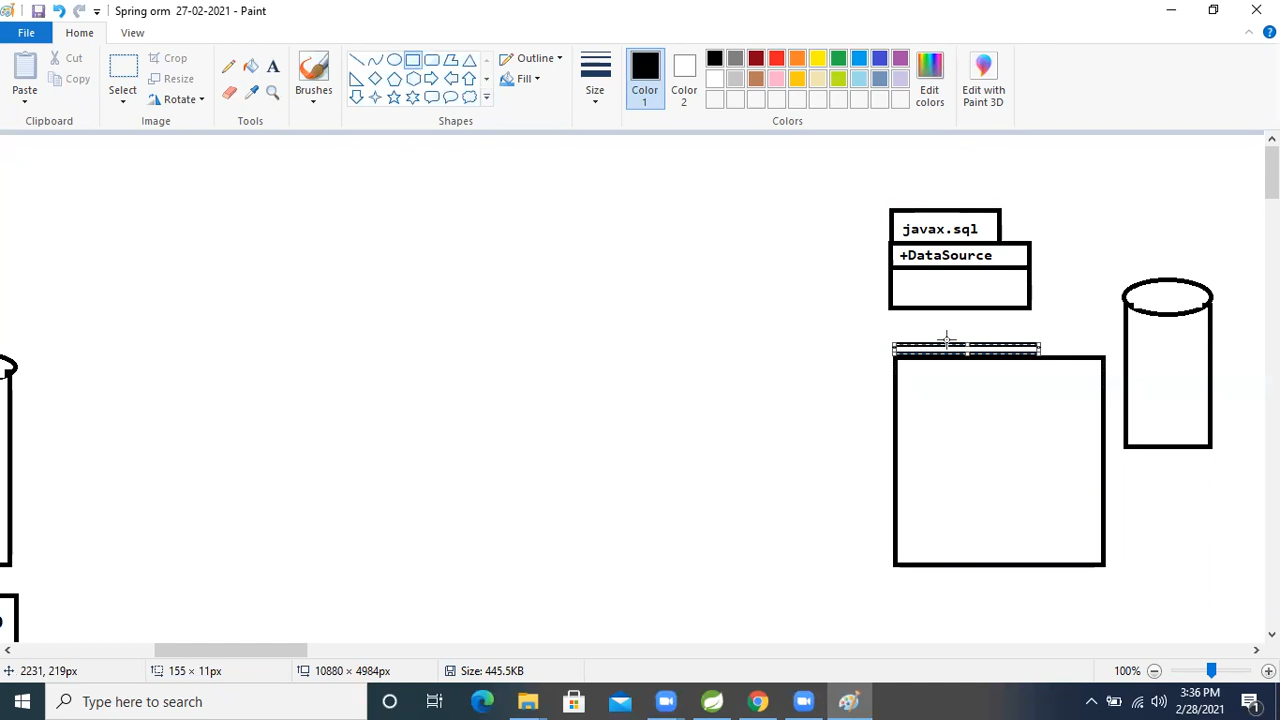 Spring orm 27-02-2021 - Paint
File
Home
View
Paste
Cut
Copy
Clipboard
Select
Crop
Resize
Rotate
Image
A
Tools
Brushes
Outline
Fill
Shapes
Size
Color 1
Color 2
Edit colors
Colors
Edit with Paint 3D
javax.sql
+DataSource
2231, 219px
155 × 11px
10880 × 4984px
Size: 445.5KB
100%
Type here to search
3:36 PM
2/28/2021
1